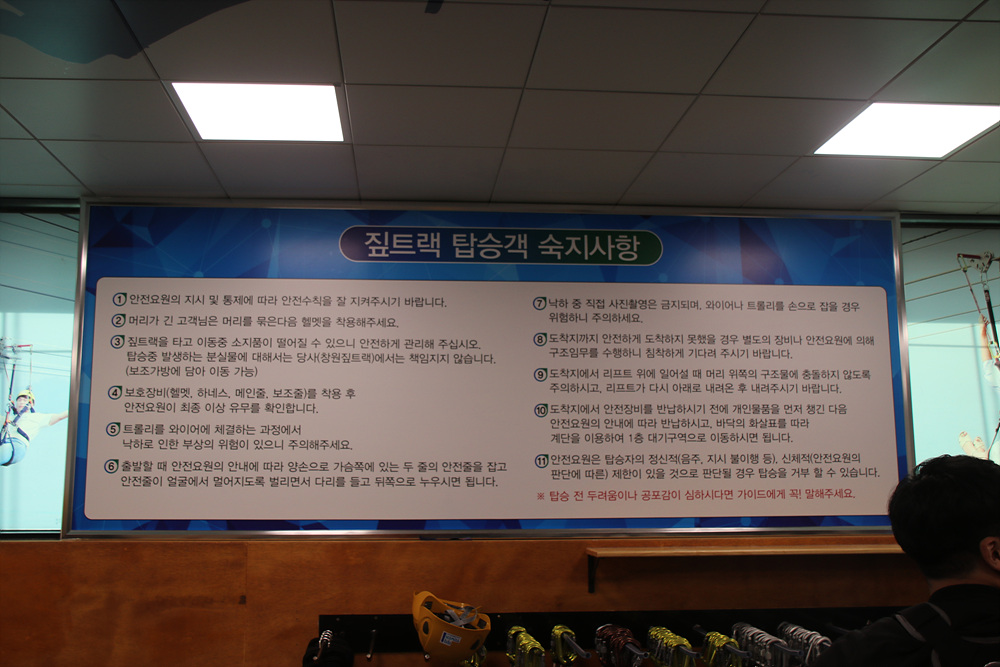 짚트랙 탑승객 숙지사항
① 안전요원의 지시 및 통제에 따라 안전수칙을 잘 지켜주시기 바랍니다.
② 머리가 긴 고객님은 머리를 묶은다음 헬멧을 착용해주세요.
③ 짚트랙을 타고 이동중 소지품이 떨어질 수 있으니 안전하게 관리해 주십시오.
탑승중 발생하는 분실물에 대해서는 당사(창원짚트랙)에서는 책임지지 않습니다.
(보조가방에 담아 이동 가능)
④ 보호장비(헬멧, 하네스, 메인줄, 보조줄)를 착용 후
안전요원이 최종 이상 유무를 확인합니다.
⑤ 트롤리를 와이어에 체결하는 과정에서
낙하로 인한 부상의 위험이 있으니 주의해주세요.
⑥ 출발할 때 안전요원의 안내에 따라 양손으로 가슴쪽에 있는 두 줄의 안전줄을 잡고
안전줄이 얼굴에서 멀어지도록 벌리면서 다리를 들고 뒤쪽으로 누우시면 됩니다.
⑦ 낙하 중 직접 사진촬영은 금지되며, 와이어나 트롤리를 손으로 잡을 경우
위험하니 주의하세요.
⑧ 도착지까지 안전하게 도착하지 못했을 경우 별도의 장비나 안전요원에 의해
구조임무를 수행하니 침착하게 기다려 주시기 바랍니다.
⑨ 도착지에서 리프트 위에 일어설 때 머리 위쪽의 구조물에 충돌하지 않도록
주의하시고, 리프트가 다시 아래로 내려온 후 내려주시기 바랍니다.
⑩ 도착지에서 안전장비를 반납하시기 전에 개인물품을 먼저 챙긴 다음
안전요원의 안내에 따라 반납하시고, 바닥의 화살표를 따라
계단을 이용하여 1층 대기구역으로 이동하시면 됩니다.
⑪ 안전요원은 탑승자의 정신적(음주, 지시 불이행 등), 신체적(안전요원의
판단에 따른) 제한이 있을 것으로 판단될 경우 탑승을 거부 할 수 있습니다.
※ 탑승 전 두려움이나 공포감이 심하시다면 가이드에게 꼭! 말해주세요.